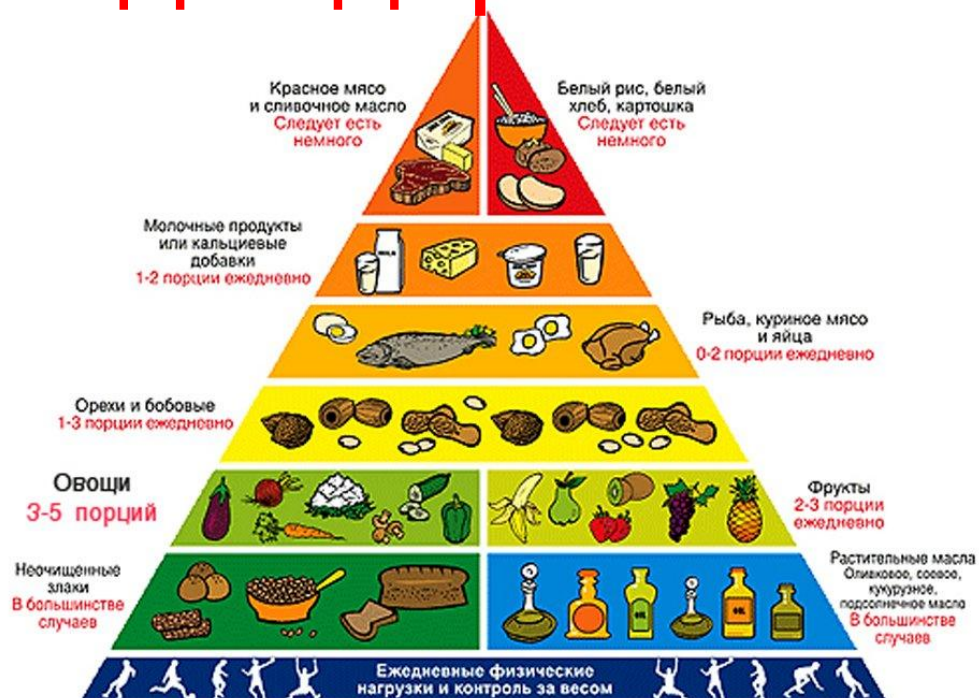 Красное мясо
и сливочное масло
Следует есть
немного
Белый рис, белый
хлеб, картошка
Следует есть
немного
Молочные продукты
или кальциевые
добавки
1-2 порции ежедневно
MILK
Рыба, куриное мясо
и яйца
0-2 порции ежедневно
Орехи и бобовые
1-3 порции ежедневно
Овощи
3-5 порций
Фрукты
2-3 порции
ежедневно
Неочищенные
злаки
В большинстве
случаев
Растительные масла
Оливковое, соевое,
кукурузное,
подсолнечное масло
В большинстве
случаев
OIL
OIL
Ежедневные физические
нагрузки и контроль за весом